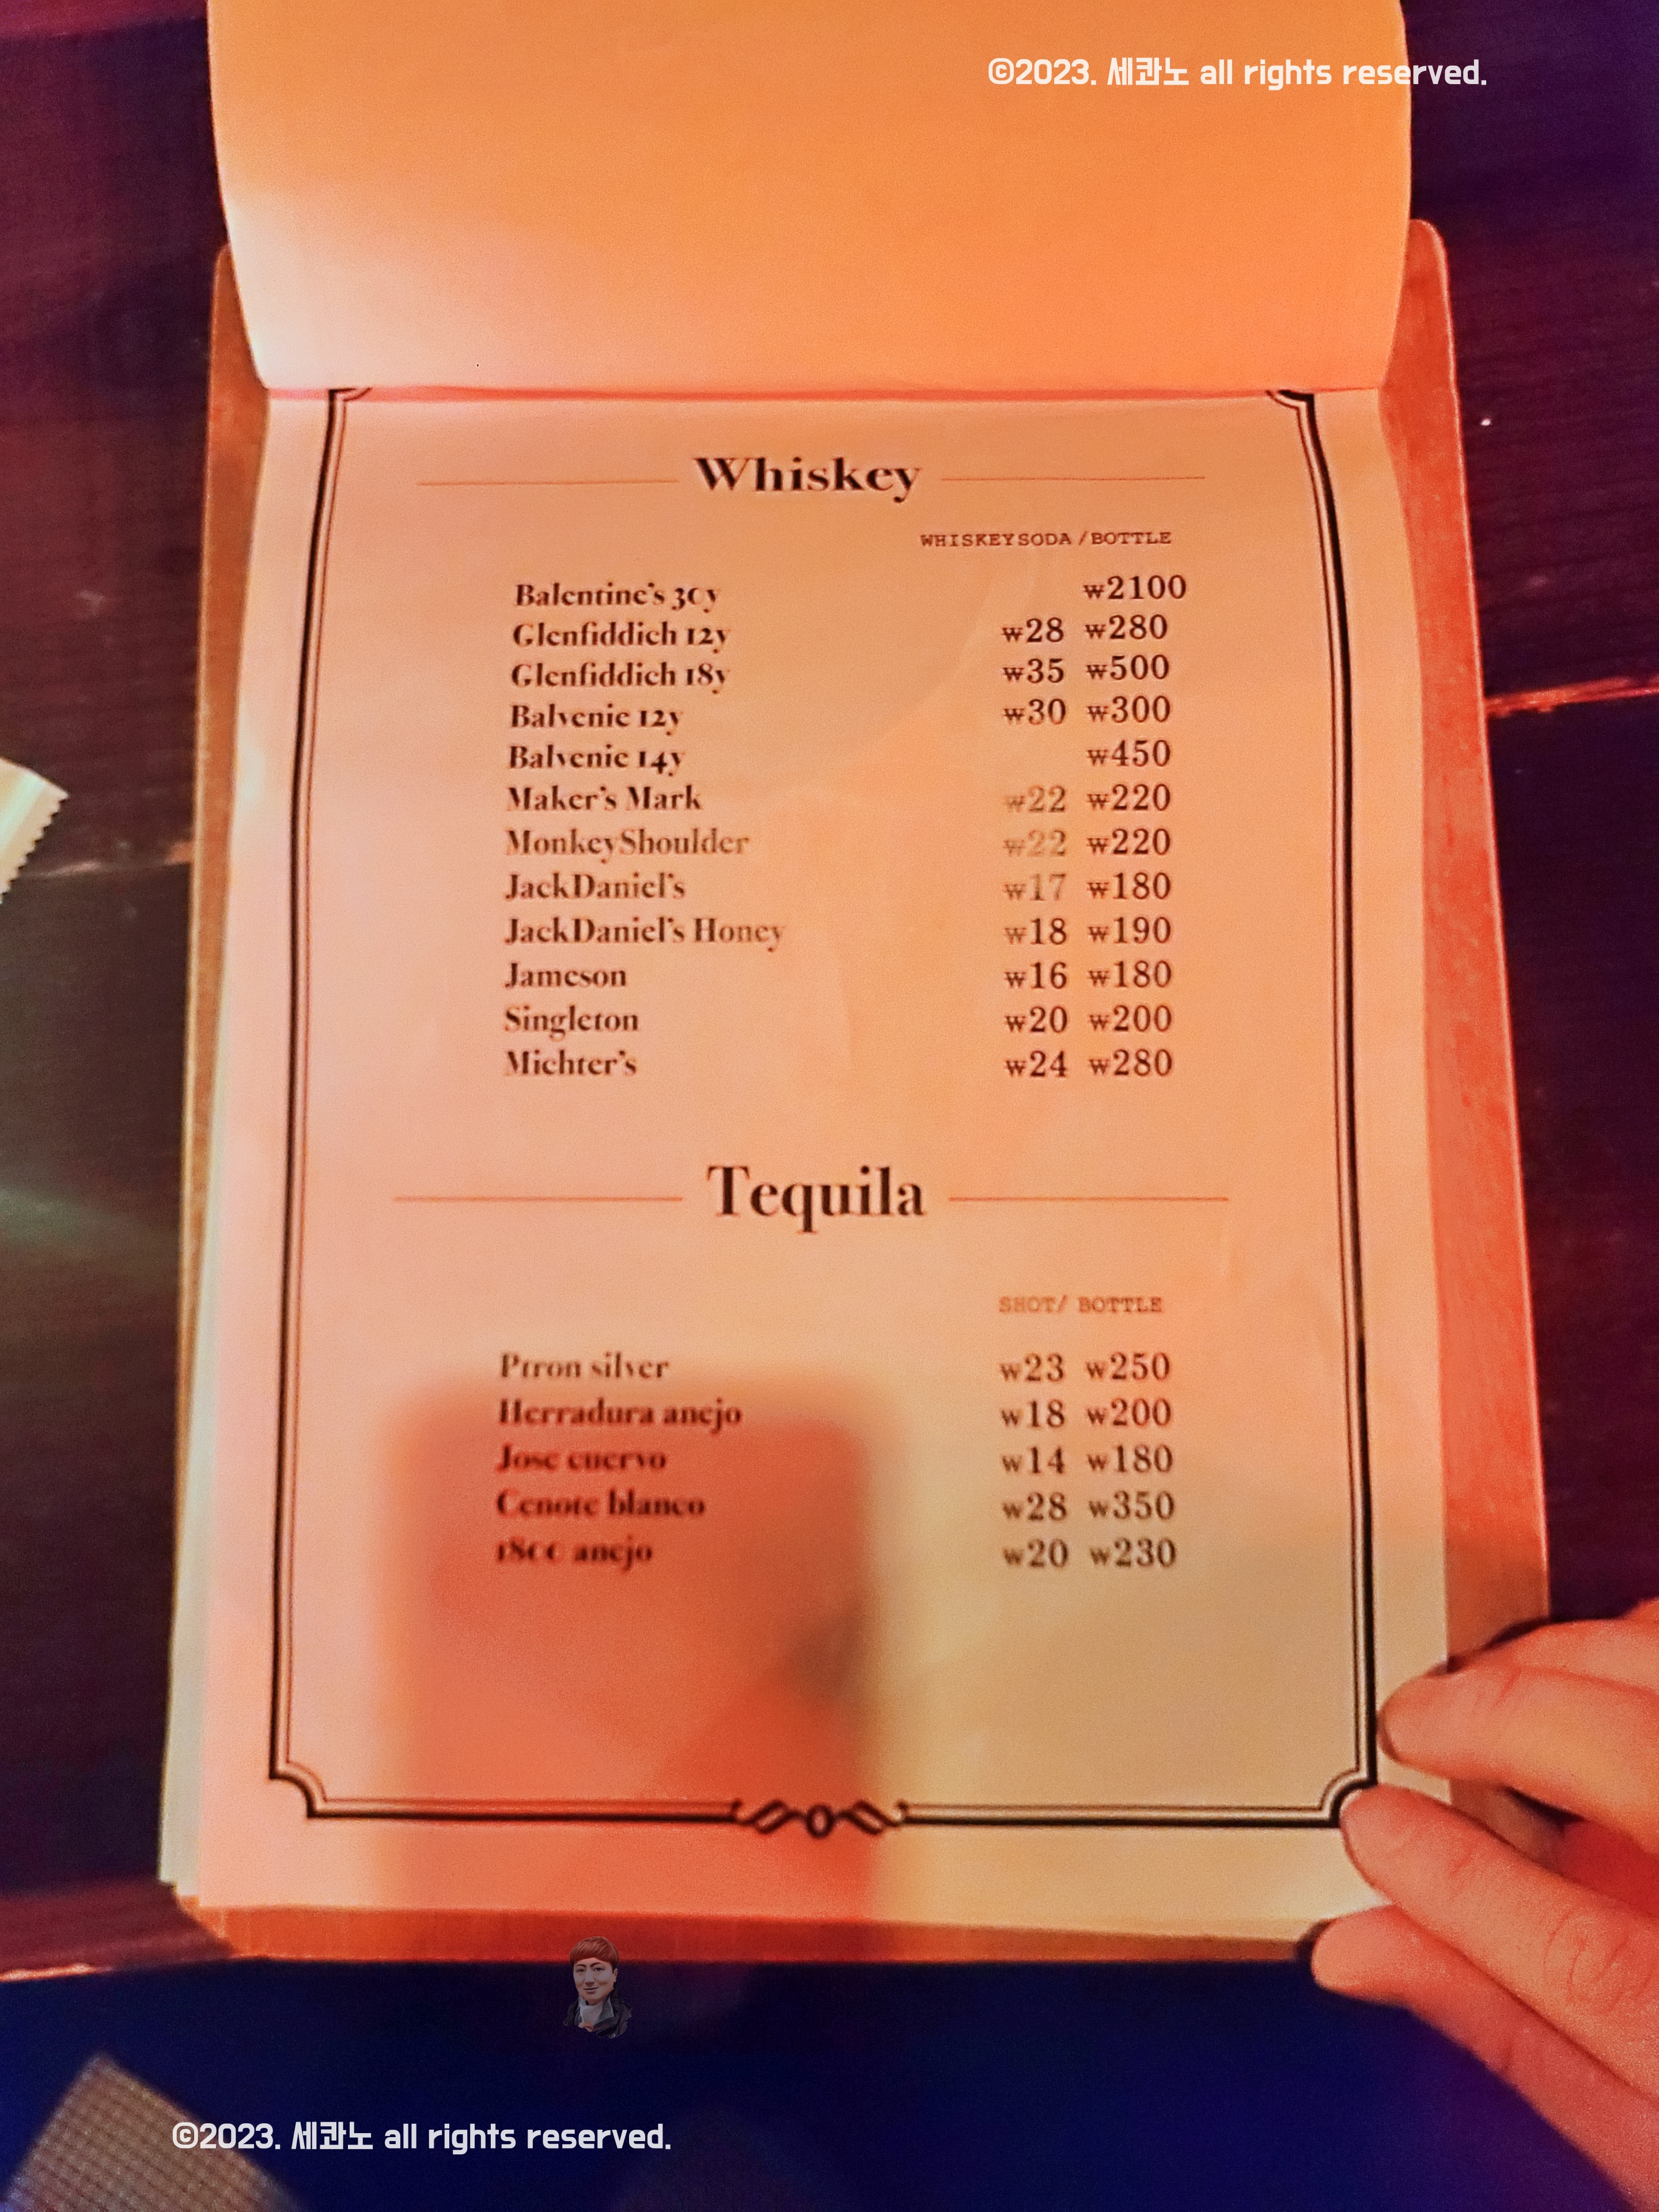 ©2023. 세콰노 all rights reserved.
Whiskey
WHISKEYSODA / BOTTLE
Balentine's 30y ₩2100
Glenfiddich 12y ₩28 ₩280
Glenfiddich 18y ₩35 ₩500
Balvenie 12y ₩30 ₩300
Balvenie 14y ₩450
Maker's Mark ₩22 ₩220
MonkeyShoulder ₩22 ₩220
JackDaniel's ₩17 ₩180
JackDaniel's Honey ₩18 ₩190
Jameson ₩16 ₩180
Singleton ₩20 ₩200
Michter's ₩24 ₩280
Tequila
SHOT/ BOTTLE
Ptron silver ₩23 ₩250
Herradura anejo ₩18 ₩200
Jose cuervo ₩14 ₩180
Cenote blanco ₩28 ₩350
1800 anejo ₩20 ₩230
©2023. 세콰노 all rights reserved.